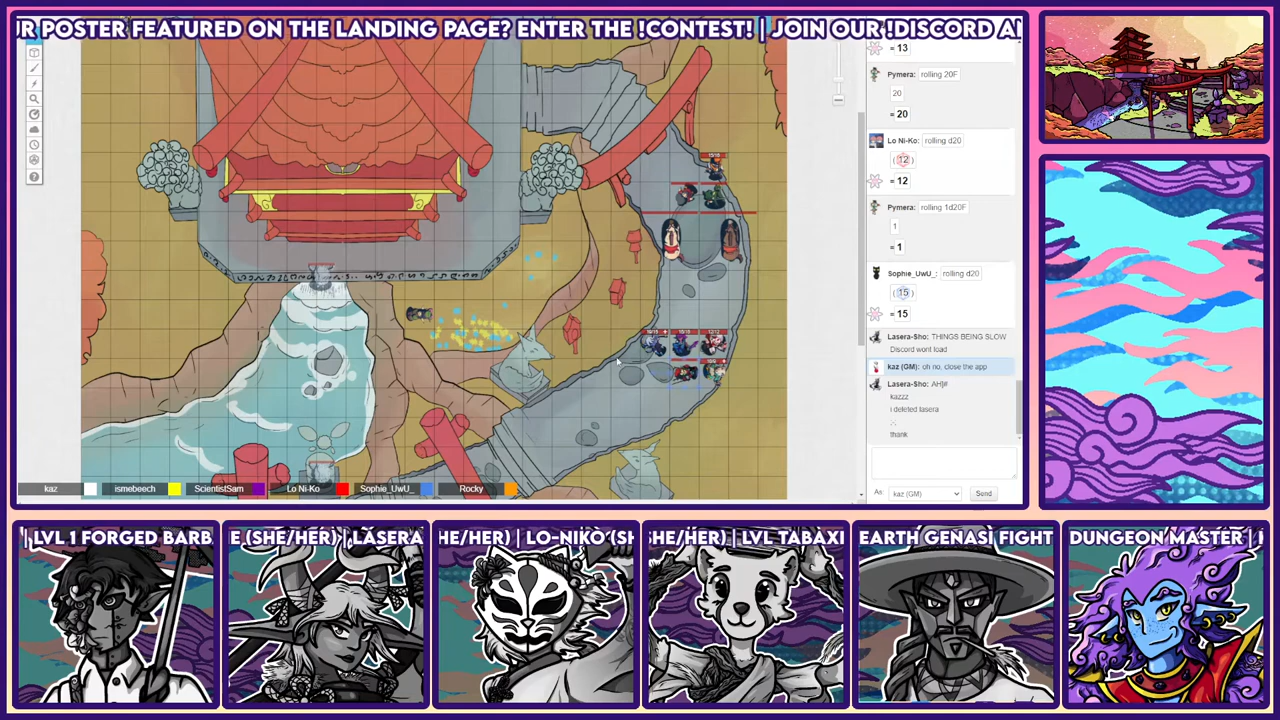 UR POSTER FEATURED ON THE LANDING PAGE? ENTER THE !CONTEST! | JOIN OUR !DISCORD A
= 13
Pymera: rolling 20F
20
= 20
Lo Ni-Ko: rolling d20
(12)
= 12
Pymera: rolling 1d20F
1
= 1
Sophie_UwU_: rolling d20
(15)
= 15
Lasera-Sho: THINGS BEING SLOW
Discord wont load
kaz (GM): oh no, close the app
Lasera-Sho: AH]#
kazzz
i deleted lasera
thank
As: kaz (GM) Send
kaz ismebeech ScientistSam Lo Ni-Ko Sophie_UwU_ Rocky
| LVL 1 FORGED BARB
E (SHE/HER) | LASERA
HE/HER) | LO-NIKO (SH
SHE/HER) | LVL TABAXI
EARTH GENASI FIGHT
DUNGEON MASTER |